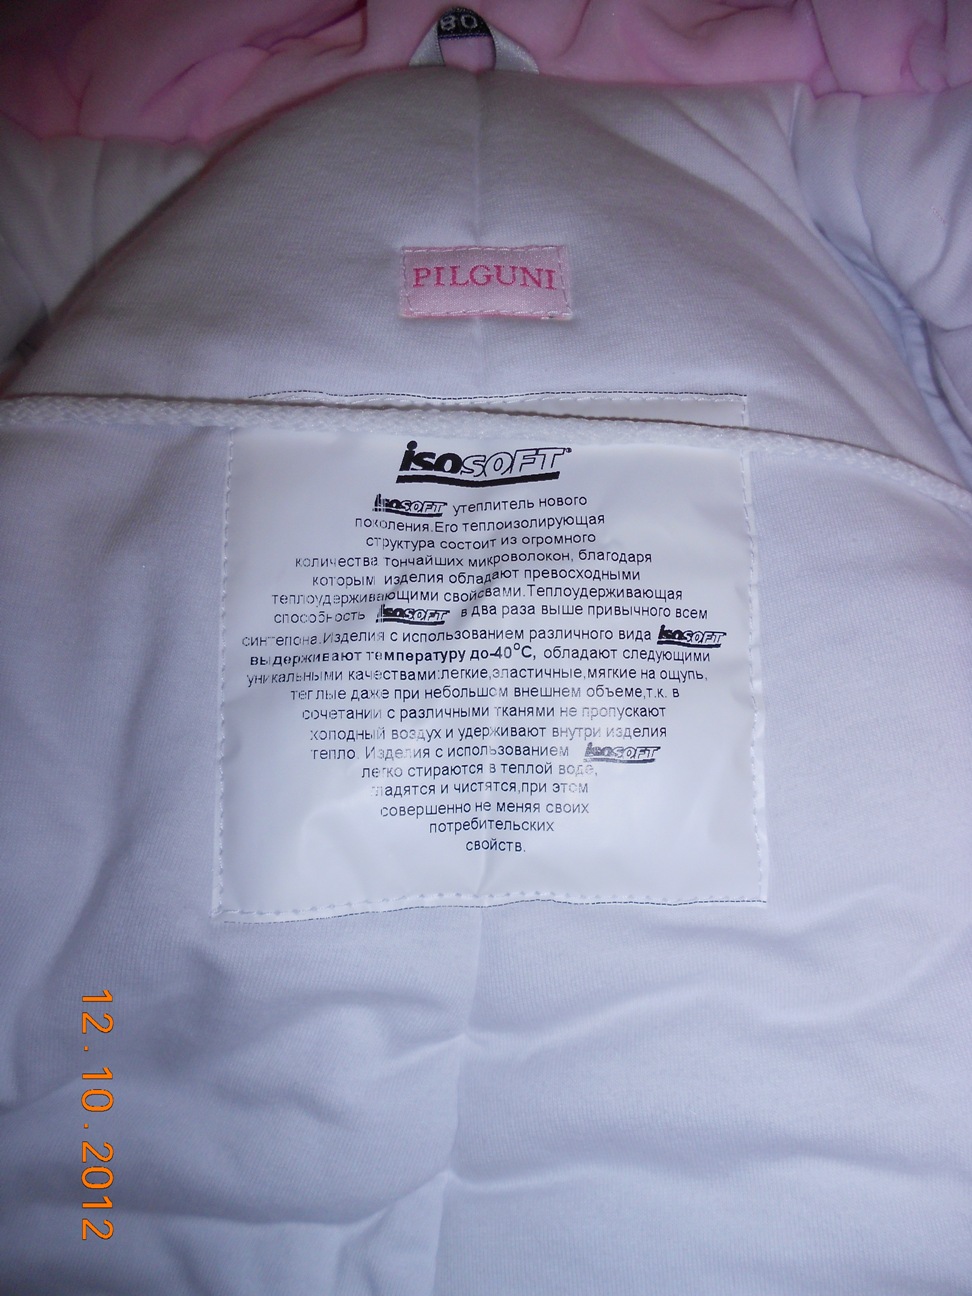 80
PILGUNI
isoSOFT
isoSOFT утеплитель нового
поколения.Его теплоизолирующая
структура состоит из огромного
количества тончайших микроволокон, благодаря
которым изделия обладают превосходными
теплоудерживающими свойсвами.Теплоудерживающая
способность isoSOFT в два раза выше привычного всем
синтепона.Изделия с использованием различного вида isoSOFT
выдерживают температуру до-40°С, обладают следующими
уникальными качествами:легкие,эластичные,мягкие на ощупь,
теплые даже при небольшом внешнем объеме,т.к. в
сочетании с различными тканями не пропускают
холодный воздух и удерживают внутри изделия
тепло. Изделия с использованием isoSOFT
легко стираются в теплой воде,
гладятся и чистятся,при этом
совершенно не меняя своих
потребительских
свойств.
12.10.2012